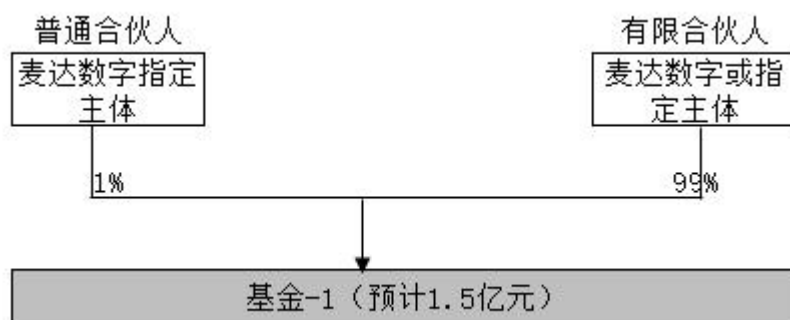 普通合伙人
有限合伙人
麦达数字指定
主体
麦达数字或指
定主体
1%
99%
基金-1（预计1.5亿元）